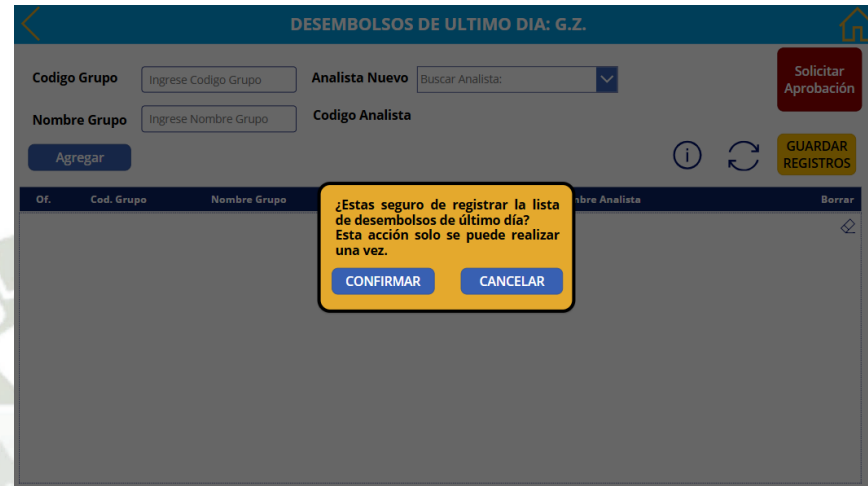 DESEMBOLSOS DE ULTIMO DIA: G.Z.
Codigo Grupo
Ingrese Codigo Grupo
Analista Nuevo
Buscar Analista:
Solicitar
Aprobación
Nombre Grupo
Ingrese Nombre Grupo
Codigo Analista
Agregar
i
GUARDAR
REGISTROS
Of.
Cod. Grupo
Nombre Grupo
Analista
Borrar
¿Estas seguro de registrar la lista
de desembolsos de último día?
Esta acción solo se puede realizar
una vez.
CONFIRMAR
CANCELAR